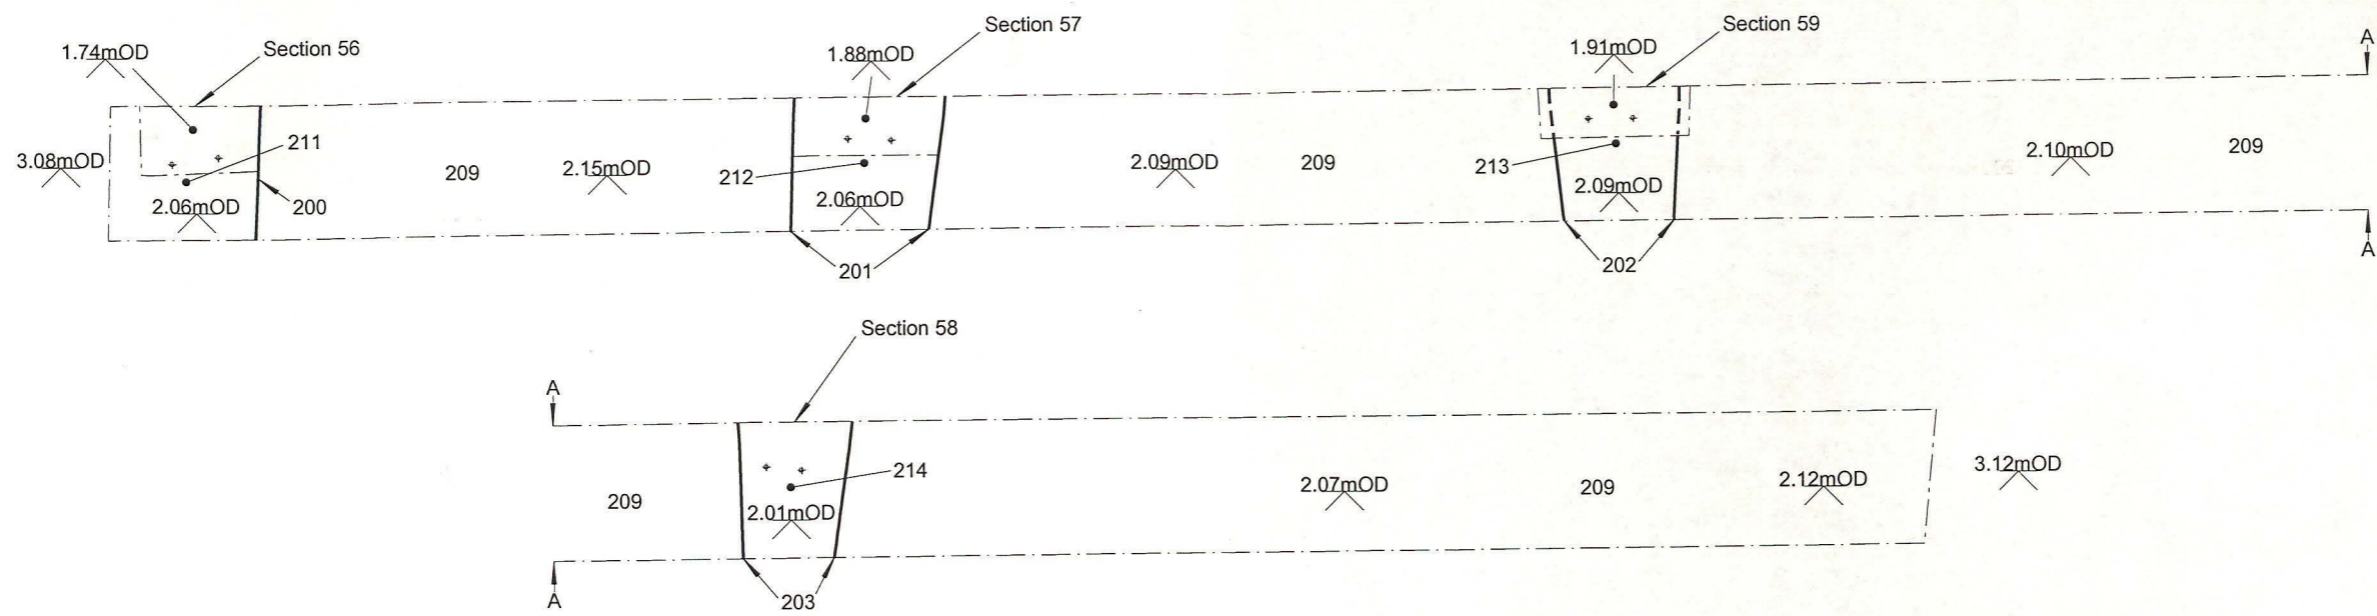 Section 56
Section 57
Section 59
1.74mOD
1.88mOD
1.91mOD
A
3.08mOD
211
209
2.15mOD
212
2.09mOD
209
213
2.10mOD
209
2.06mOD
200
2.06mOD
2.09mOD
201
202
A
Section 58
A
209
214
2.01mOD
2.07mOD
209
2.12mOD
3.12mOD
A
203